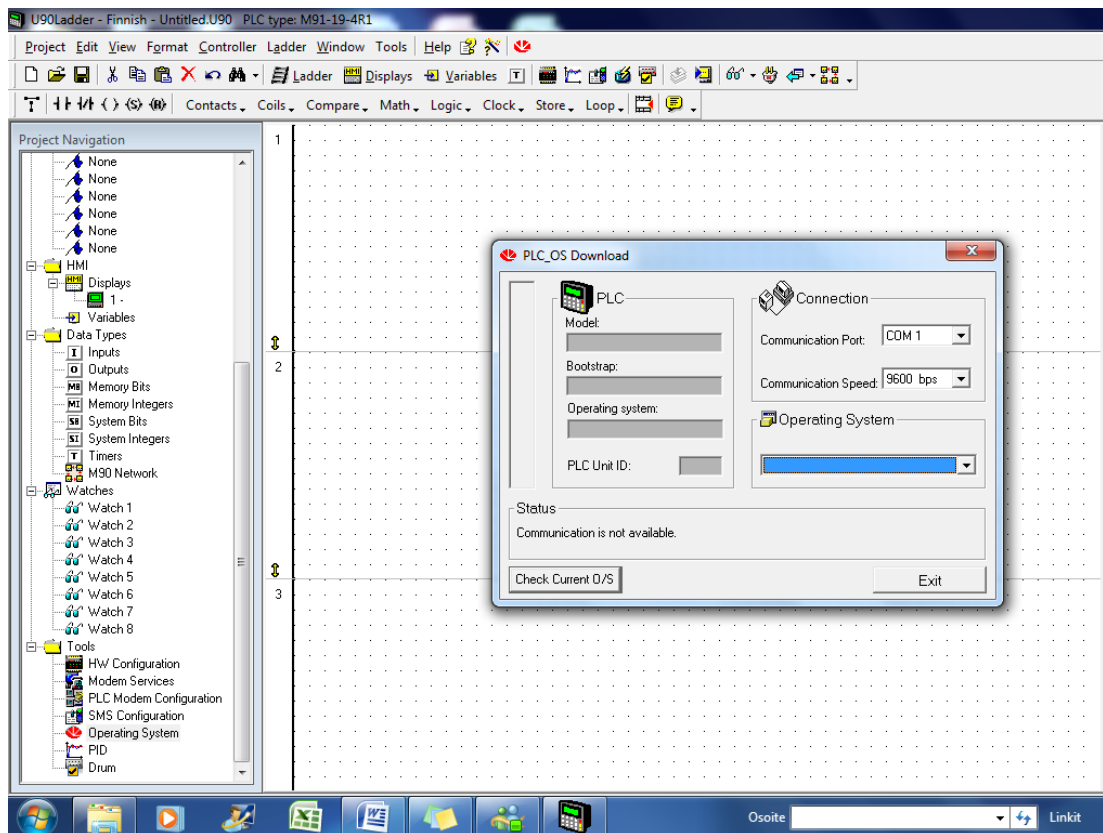 U90Ladder - Finnish - Untitled.U90 PLC type: M91-19-4R1
Project Edit View Format Controller Ladder Window Tools Help
Ladder Displays Variables T
T (S) (R) Contacts Coils Compare Math Logic Clock Store Loop
Project Navigation
None
None
None
None
None
None
HMI
HMI Displays
1 -
Variables
Data Types
I Inputs
O Outputs
MB Memory Bits
MI Memory Integers
SB System Bits
SI System Integers
T Timers
M90 Network
Watches
Watch 1
Watch 2
Watch 3
Watch 4
Watch 5
Watch 6
Watch 7
Watch 8
Tools
HW Configuration
Modem Services
PLC Modem Configuration
SMS Configuration
Operating System
PID
Drum
1
2
3
PLC_OS Download
PLC
Model:
Bootstrap:
Operating system:
PLC Unit ID:
Connection
Communication Port: COM 1
Communication Speed: 9600 bps
Operating System
Status
Communication is not available.
Check Current O/S
Exit
Osoite
Linkit